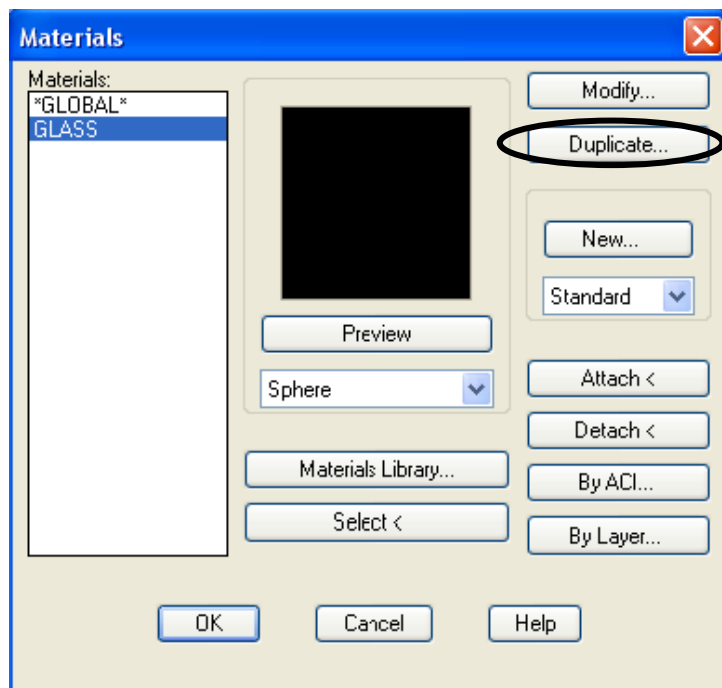 Materials
Materials:
*GLOBAL*
GLASS
Modify...
Duplicate...
New...
Standard
Preview
Sphere
Attach <
Detach <
Materials Library...
By ACI...
Select <
By Layer...
OK
Cancel
Help